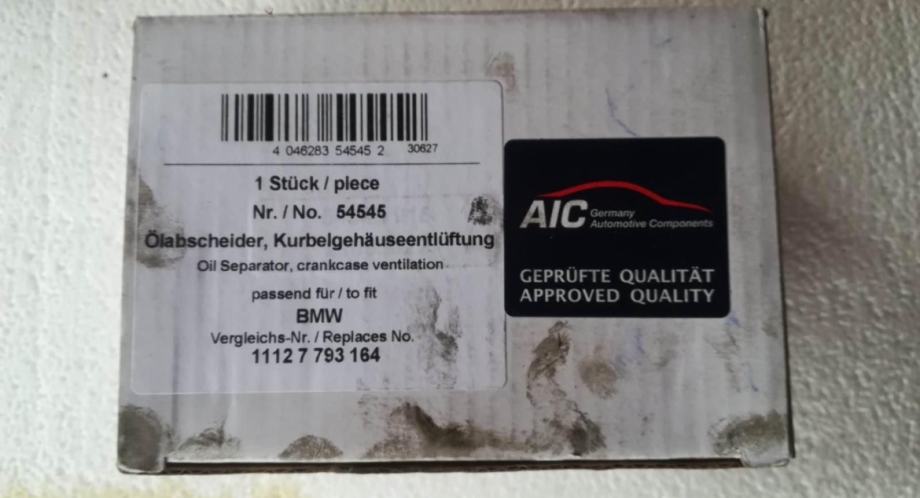 4 046283 54545 2 30627
1 Stück / piece
Nr. / No. 54545
Ölabscheider, Kurbelgehäuseentlüftung
Oil Separator, crankcase ventilation
passend für / to fit
BMW
Vergleichs-Nr. / Replaces No.
1112 7 793 164
AIC Germany
Automotive Components
GEPRÜFTE QUALITÄT
APPROVED QUALITY